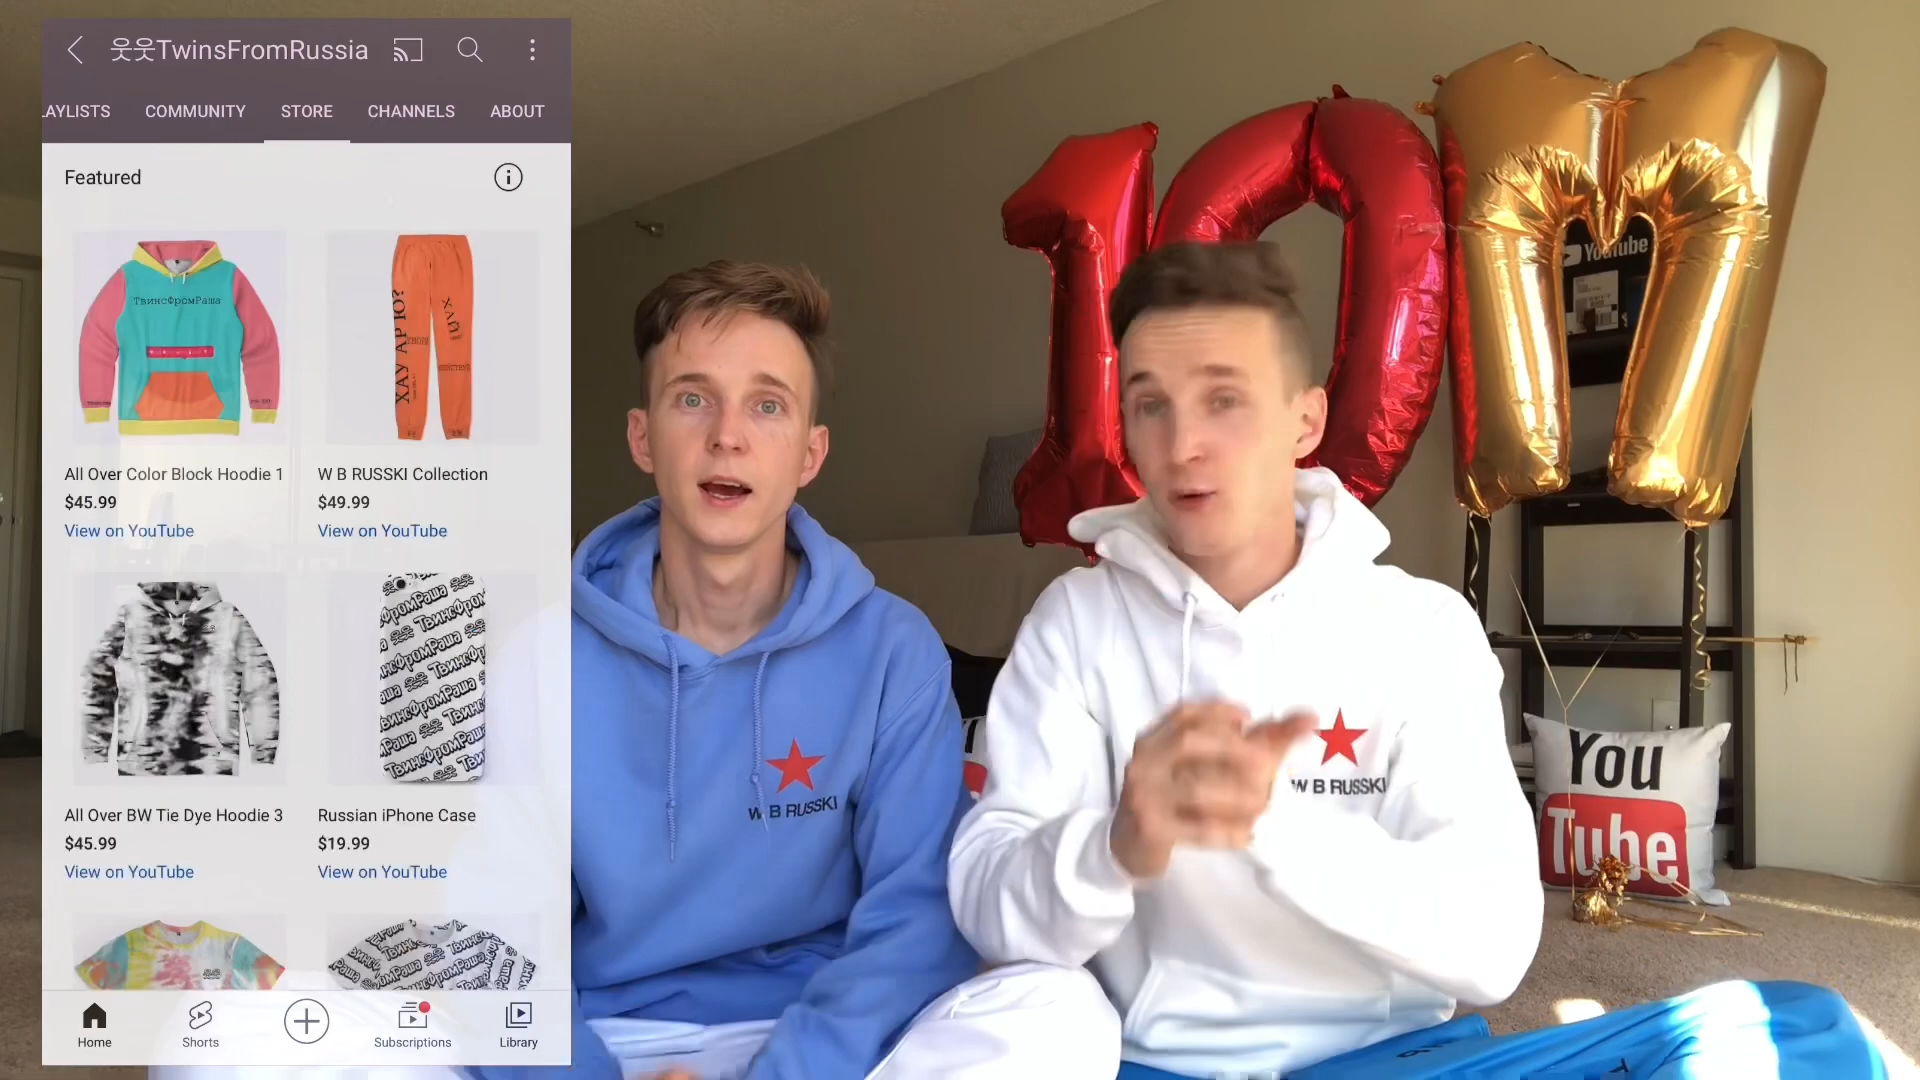 웃웃TwinsFromRussia
LAYLISTS COMMUNITY STORE CHANNELS ABOUT
Featured
ТвинсФромРаша
ХАУ АР Ю?
ХАП
All Over Color Block Hoodie 1
$45.99
View on YouTube
W B RUSSKI Collection
$49.99
View on YouTube
ТвинсФромРаша
All Over BW Tie Dye Hoodie 3
$45.99
View on YouTube
Russian iPhone Case
$19.99
View on YouTube
Home
Shorts
Subscriptions
Library
W B RUSSKI
W B RUSSKI
YouTube
You
Tube